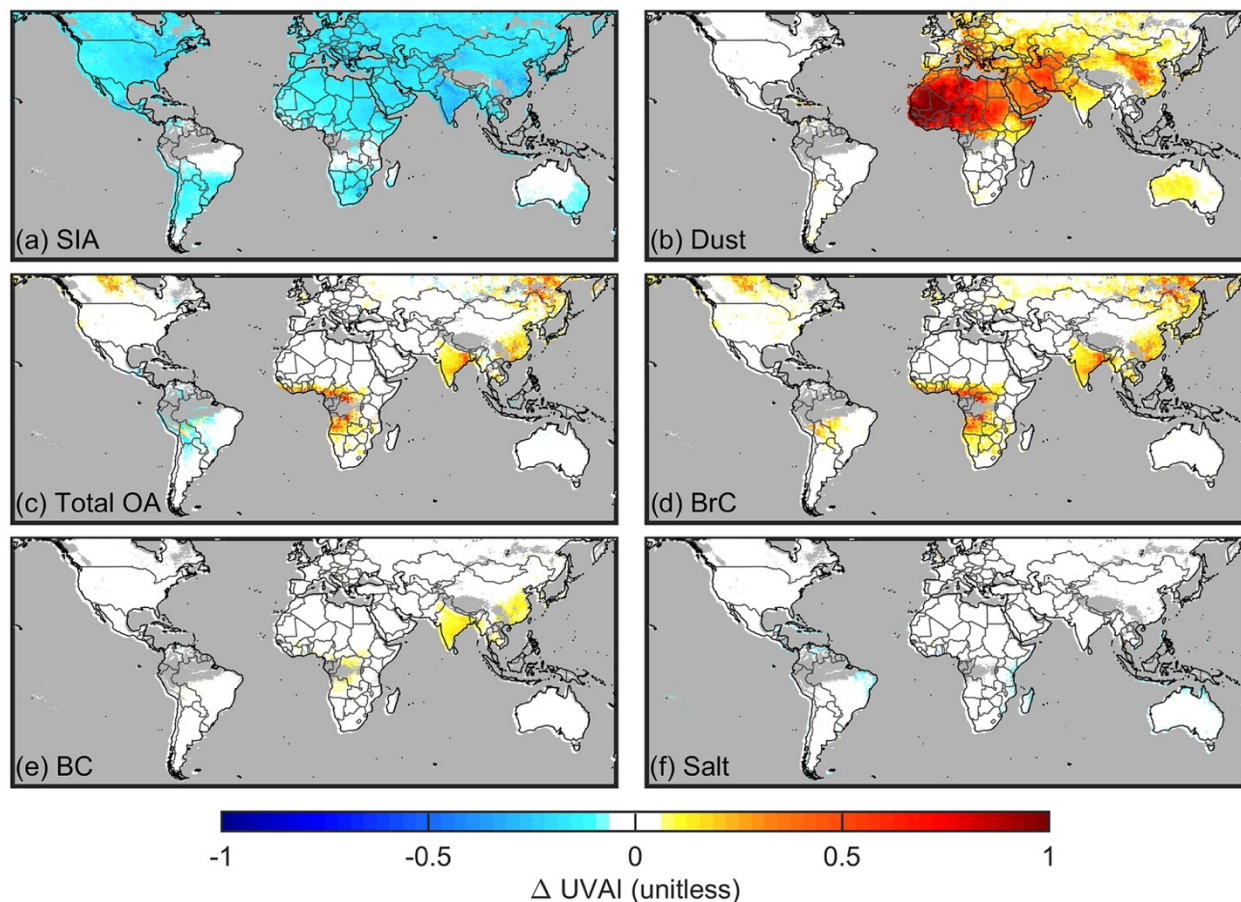 (a) SIA
(b) Dust
(c) Total OA
(d) BrC
(e) BC
(f) Salt
-1
-0.5
0
0.5
1
Δ UVAI (unitless)